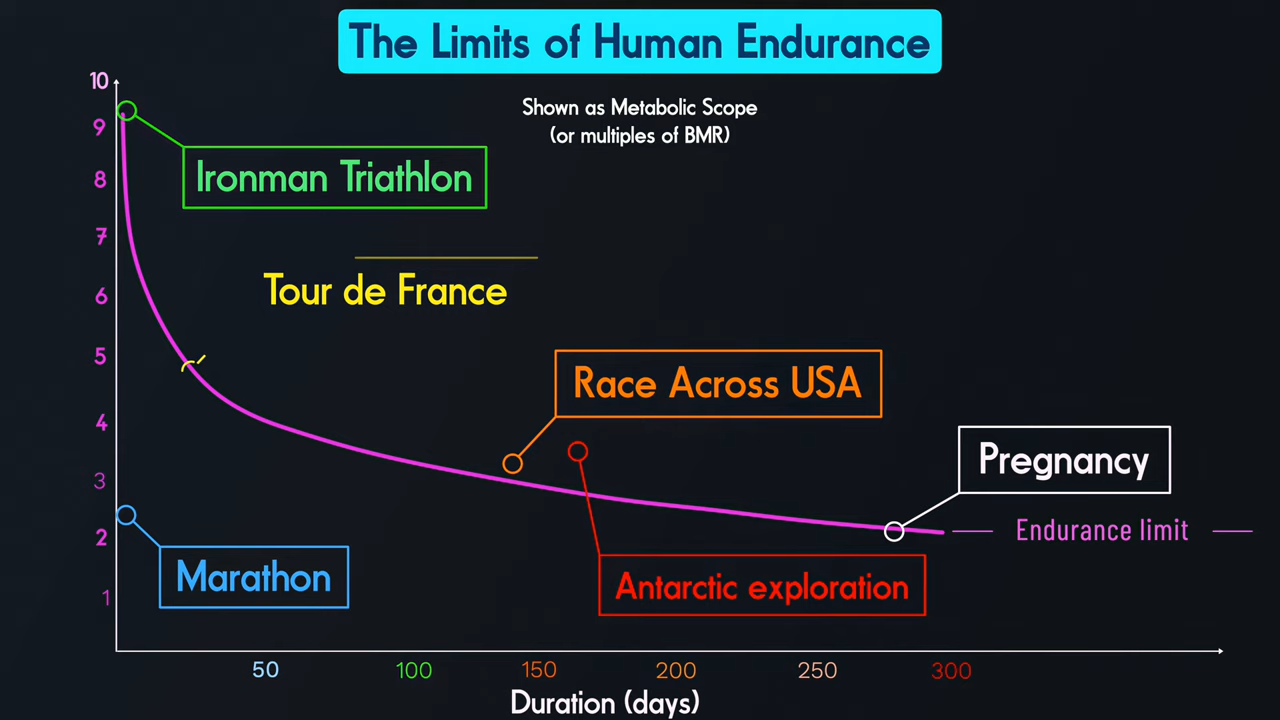 The Limits of Human Endurance
Shown as Metabolic Scope
(or multiples of BMR)
10
9
8
7
6
5
4
3
2
1
Ironman Triathlon
Tour de France
Race Across USA
Pregnancy
Endurance limit
Marathon
Antarctic exploration
50 100 150 200 250 300
Duration (days)